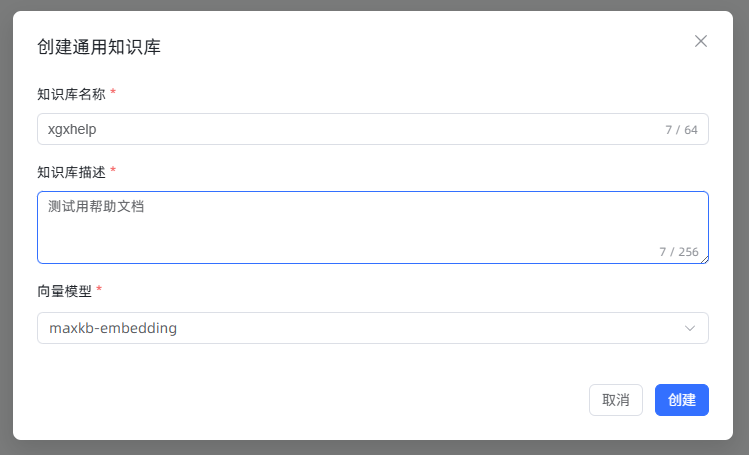 创建通用知识库
知识库名称 *
xgxhelp 7 / 64
知识库描述 *
测试用帮助文档
7 / 256
向量模型 *
maxkb-embedding
取消 创建